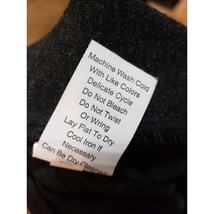 Machine Wash Cold
With Like Colors
Delicate Cycle
Do Not Bleach
Do Not Twist
Or Wring
Lay Flat To Dry
Cool Iron If
Necessary
Can Be Dry Cleaned